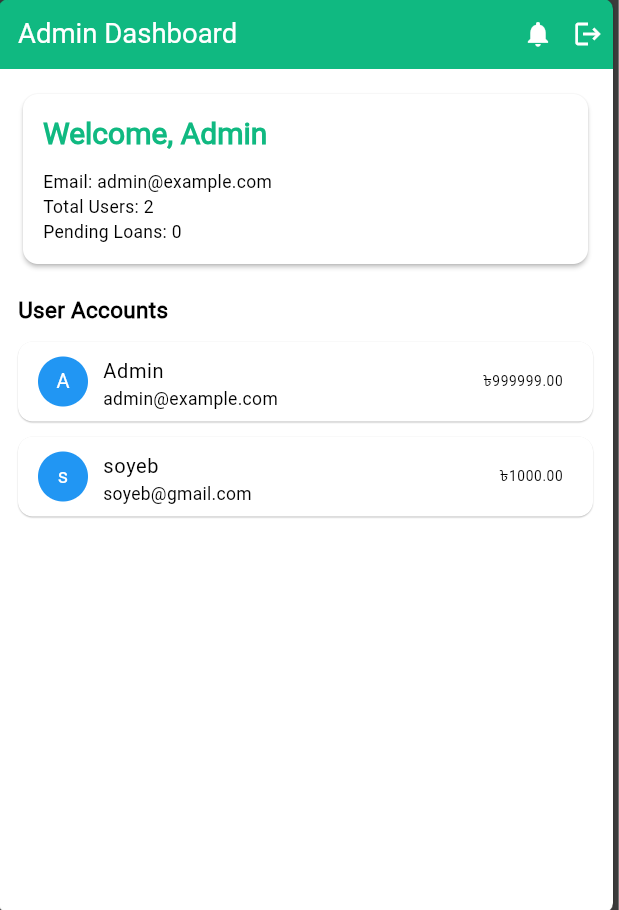 Admin Dashboard
Welcome, Admin
Email: admin@example.com
Total Users: 2
Pending Loans: 0
User Accounts
A
Admin
admin@example.com
৳999999.00
s
soyeb
soyeb@gmail.com
৳1000.00